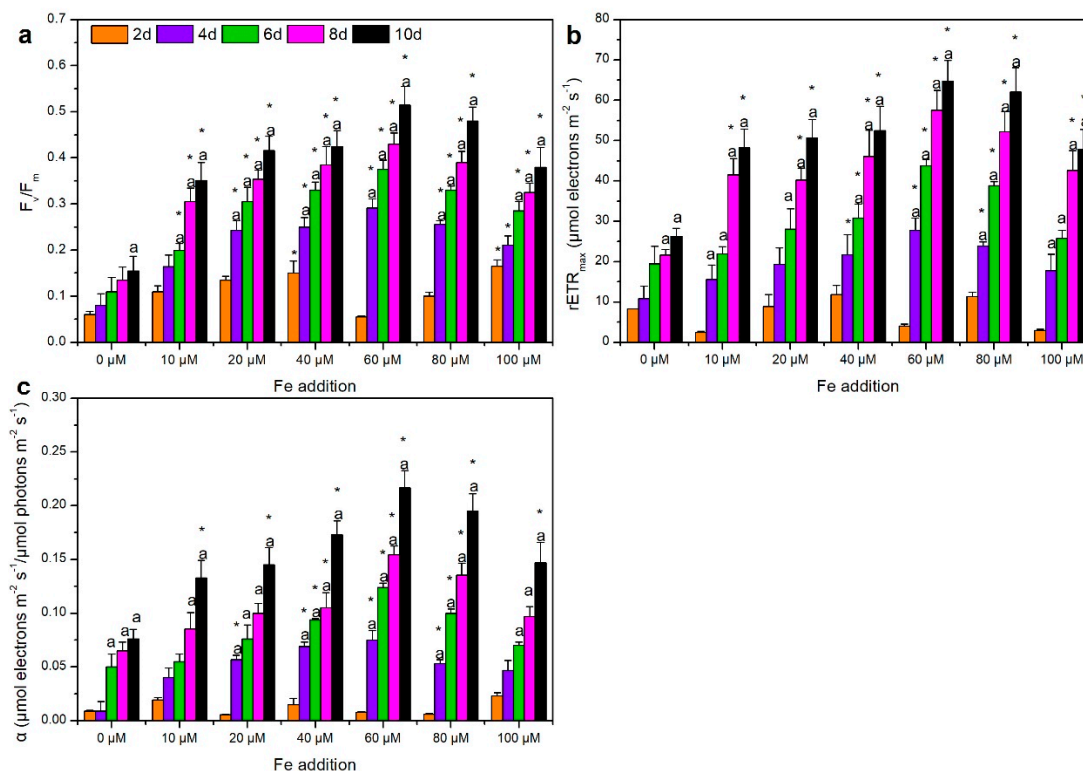 a
2d 4d 6d 8d 10d
0.7
0.6
0.5
0.4
0.3
0.2
0.1
0.0
Fv/Fm
0 µM 10 µM 20 µM 40 µM 60 µM 80 µM 100 µM
Fe addition
b
80
70
60
50
40
30
20
10
0
rETRmax (µmol electrons m-2 s-1)
0 µM 10 µM 20 µM 40 µM 60 µM 80 µM 100 µM
Fe addition
c
0.30
0.25
0.20
0.15
0.10
0.05
0.00
α (µmol electrons m-2 s-1/µmol photons m-2 s-1)
0 µM 10 µM 20 µM 40 µM 60 µM 80 µM 100 µM
Fe addition